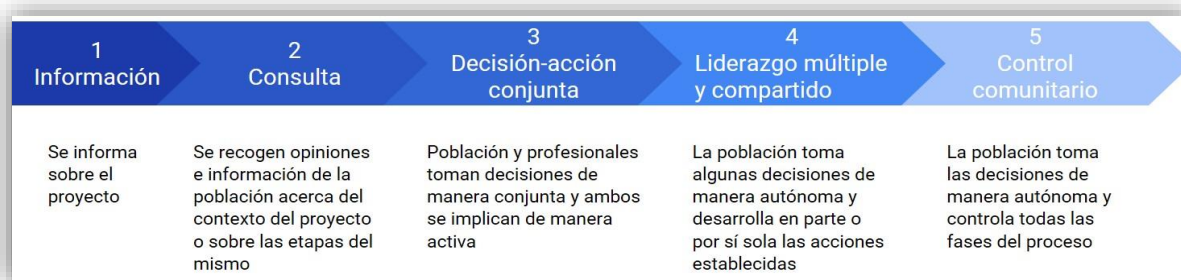 1
Información
2
Consulta
3
Decisión-acción
conjunta
4
Liderazgo múltiple
y compartido
5
Control
comunitario
Se informa
sobre el
proyecto
Se recogen opiniones
e información de la
población acerca del
contexto del proyecto
o sobre las etapas del
mismo
Población y profesionales
toman decisiones de
manera conjunta y ambos
se implican de manera
activa
La población toma
algunas decisiones de
manera autónoma y
desarrolla en parte o
por sí sola las acciones
establecidas
La población toma
las decisiones de
manera autónoma y
controla todas las
fases del proceso